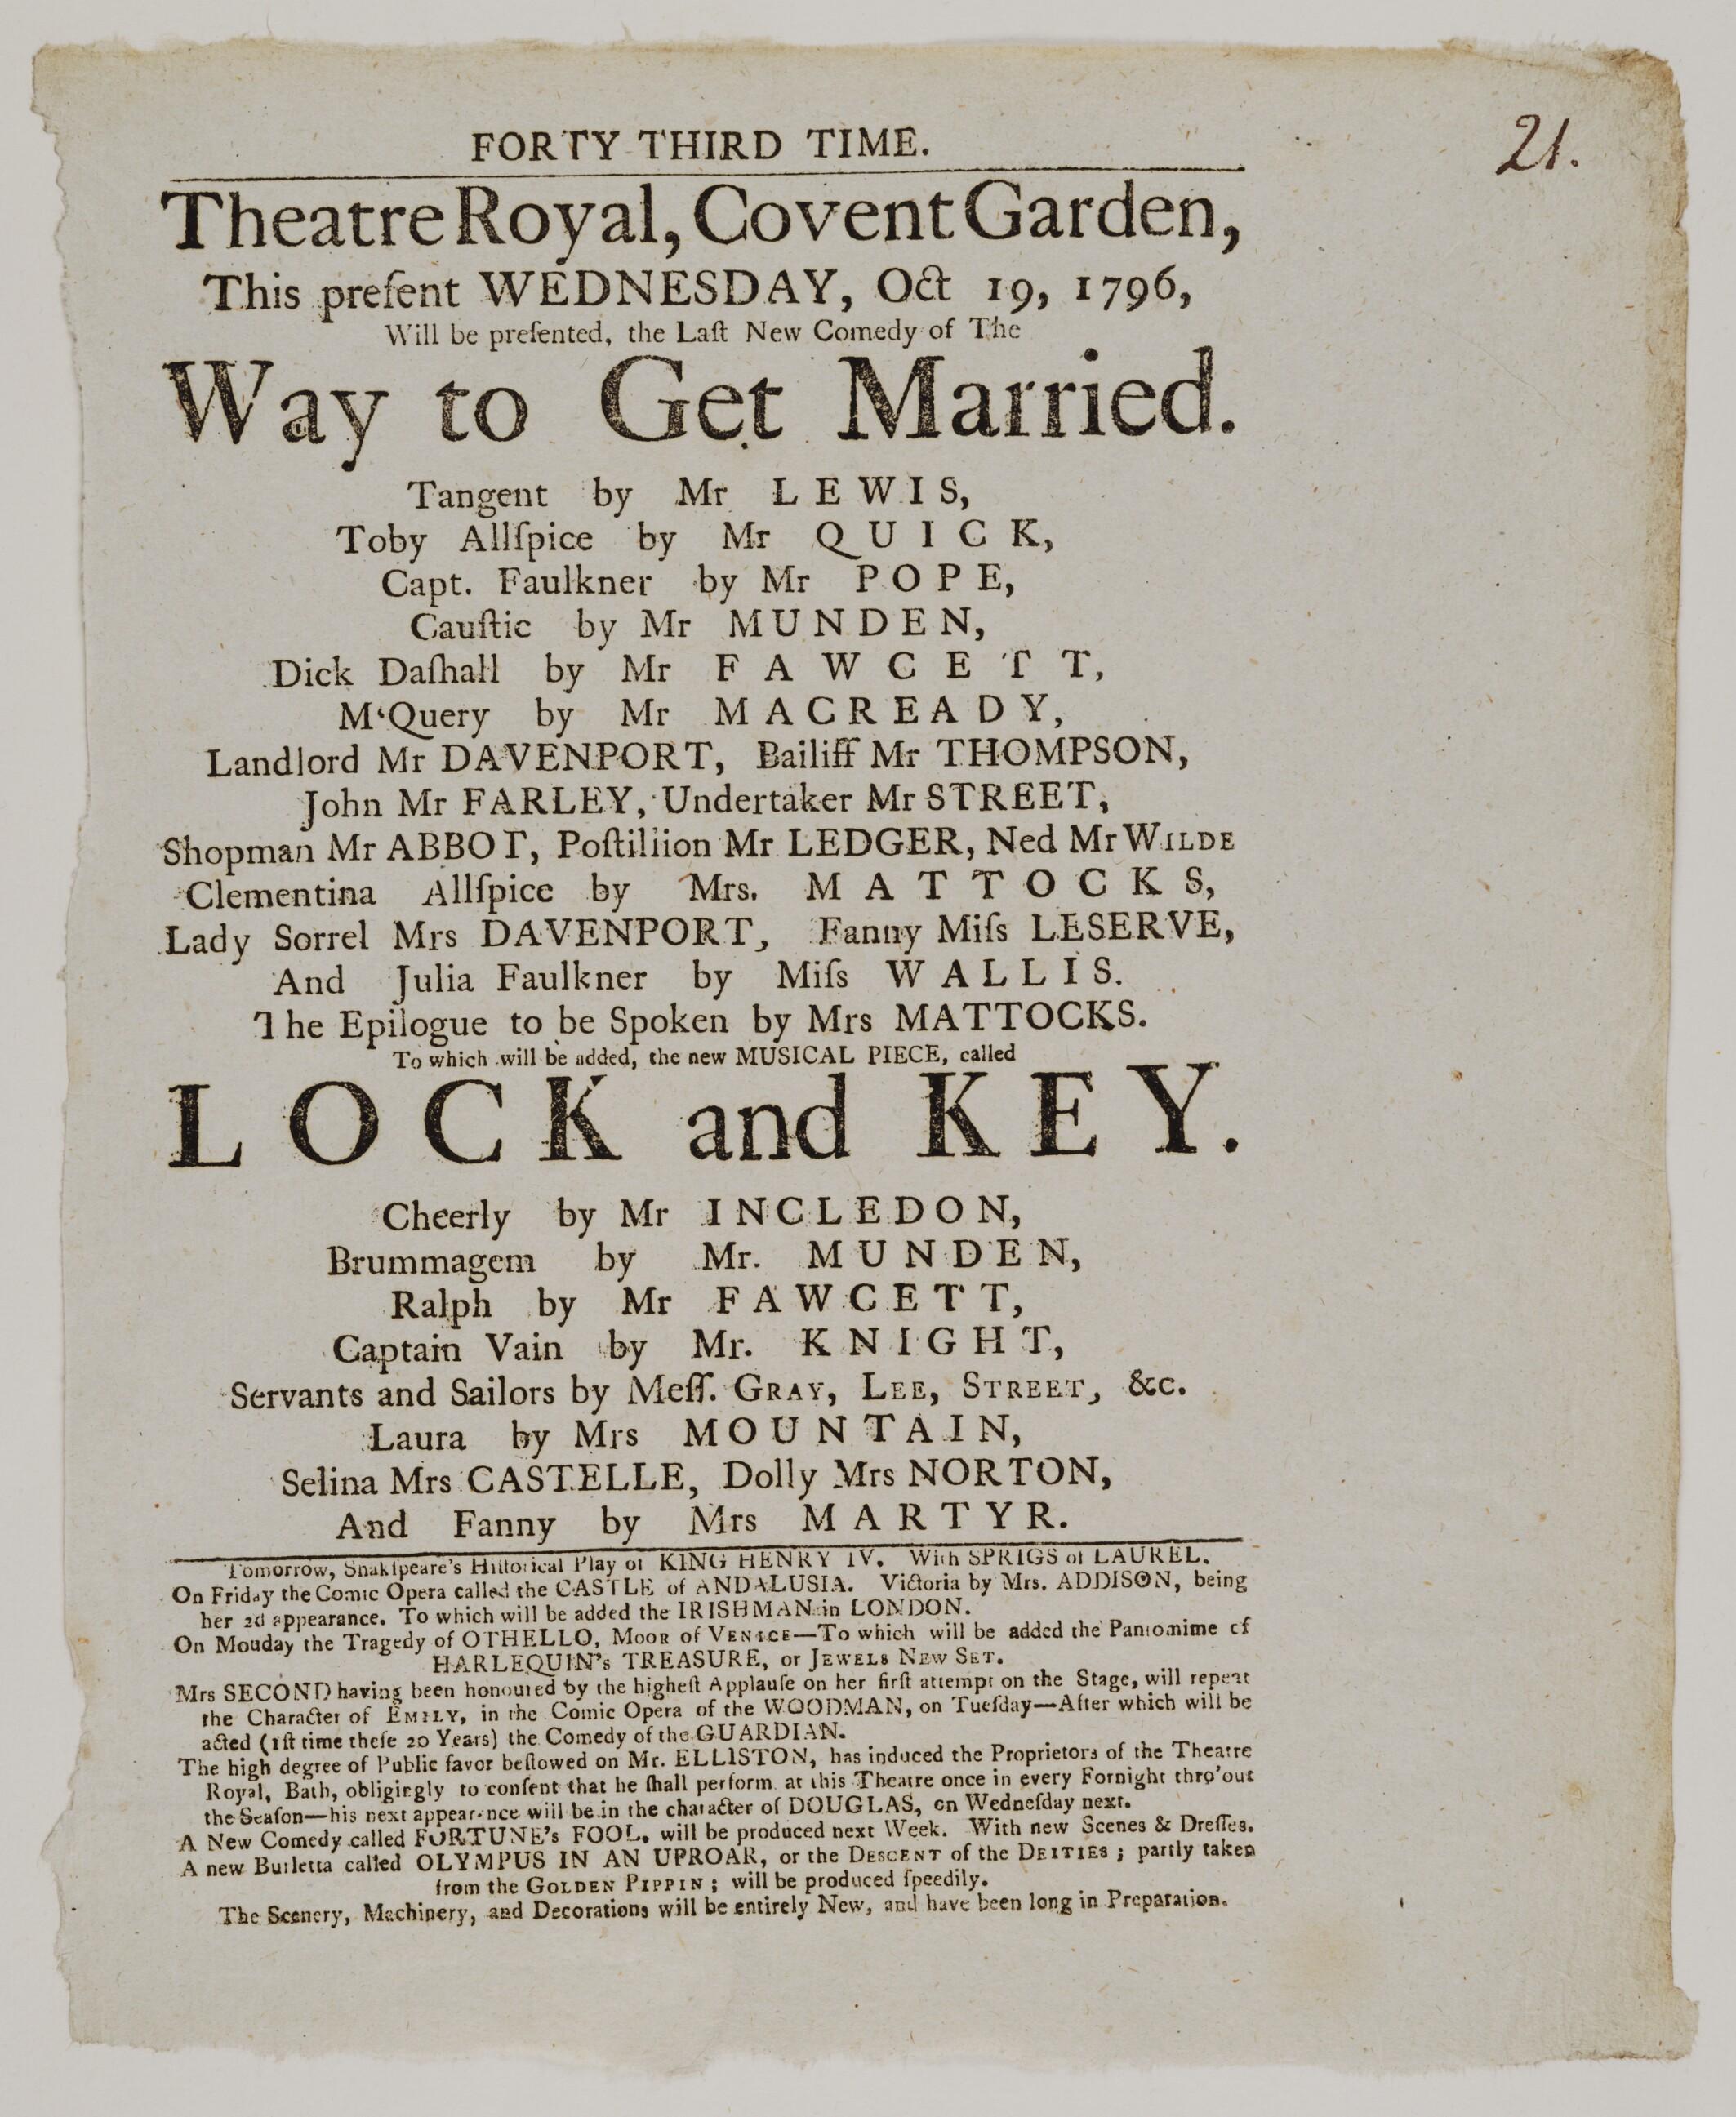 21.
FORTY THIRD TIME.
Theatre Royal, Covent Garden,
This preſent WEDNESDAY, Oct 19, 1796,
Will be preſented, the Laſt New Comedy of The
Way to Get Married.
Tangent by Mr LEWIS,
Toby Allſpice by Mr QUICK,
Capt. Faulkner by Mr POPE,
Cauſtic by Mr MUNDEN,
Dick Daſhall by Mr FAWCETT,
M‘Query by Mr MACREADY,
Landlord Mr DAVENPORT, Bailiff Mr THOMPSON,
John Mr FARLEY, Undertaker Mr STREET,
Shopman Mr ABBOT, Poſtillion Mr LEDGER, Ned Mr WILDE
Clementina Allſpice by Mrs. MATTOCKS,
Lady Sorrel Mrs DAVENPORT, Fanny Miſs LESERVE,
And Julia Faulkner by Miſs WALLIS.
The Epilogue to be Spoken by Mrs MATTOCKS.
To which will be added, the new MUSICAL PIECE, called
LOCK and KEY.
Cheerly by Mr INCLEDON,
Brummagem by Mr. MUNDEN,
Ralph by Mr FAWCETT,
Captain Vain by Mr. KNIGHT,
Servants and Sailors by Meſſ. GRAY, LEE, STREET, &c.
Laura by Mrs MOUNTAIN,
Selina Mrs CASTELLE, Dolly Mrs NORTON,
And Fanny by Mrs MARTYR.
Tomorrow, Shakſpeare's Hiſtorical Play of KING HENRY IV. With SPRIGS of LAUREL.
On Friday the Comic Opera called the CASTLE of ANDALUSIA. Victoria by Mrs. ADDISON, being
her 2d appearance. To which will be added the IRISHMAN in LONDON.
On Mouday the Tragedy of OTHELLO, MOOR of VENICE—To which will be added the Pantomime of
HARLEQUIN's TREASURE, or JEWELS NEW SET.
Mrs SECOND having been honoured by the higheſt Applauſe on her firſt attempt on the Stage, will repeat
the Character of EMILY, in the Comic Opera of the WOODMAN, on Tueſday—After which will be
acted (1ſt time theſe 20 Years) the Comedy of the GUARDIAN.
The high degree of Public favor beſtowed on Mr. ELLISTON, has induced the Proprietors of the Theatre
Royal, Bath, obligingly to conſent that he ſhall perform at this Theatre once in every Fornight thro'out
the Seaſon—his next appearance will be in the character of DOUGLAS, on Wedneſday next.
A New Comedy called FORTUNE's FOOL, will be produced next Week. With new Scenes & Dreſſes.
A new Burletta called OLYMPUS IN AN UPROAR, or the DESCENT of the DEITIES; partly taken
from the GOLDEN PIPPIN; will be produced ſpeedily.
The Scenery, Machinery, and Decorations will be entirely New, and have been long in Preparation.